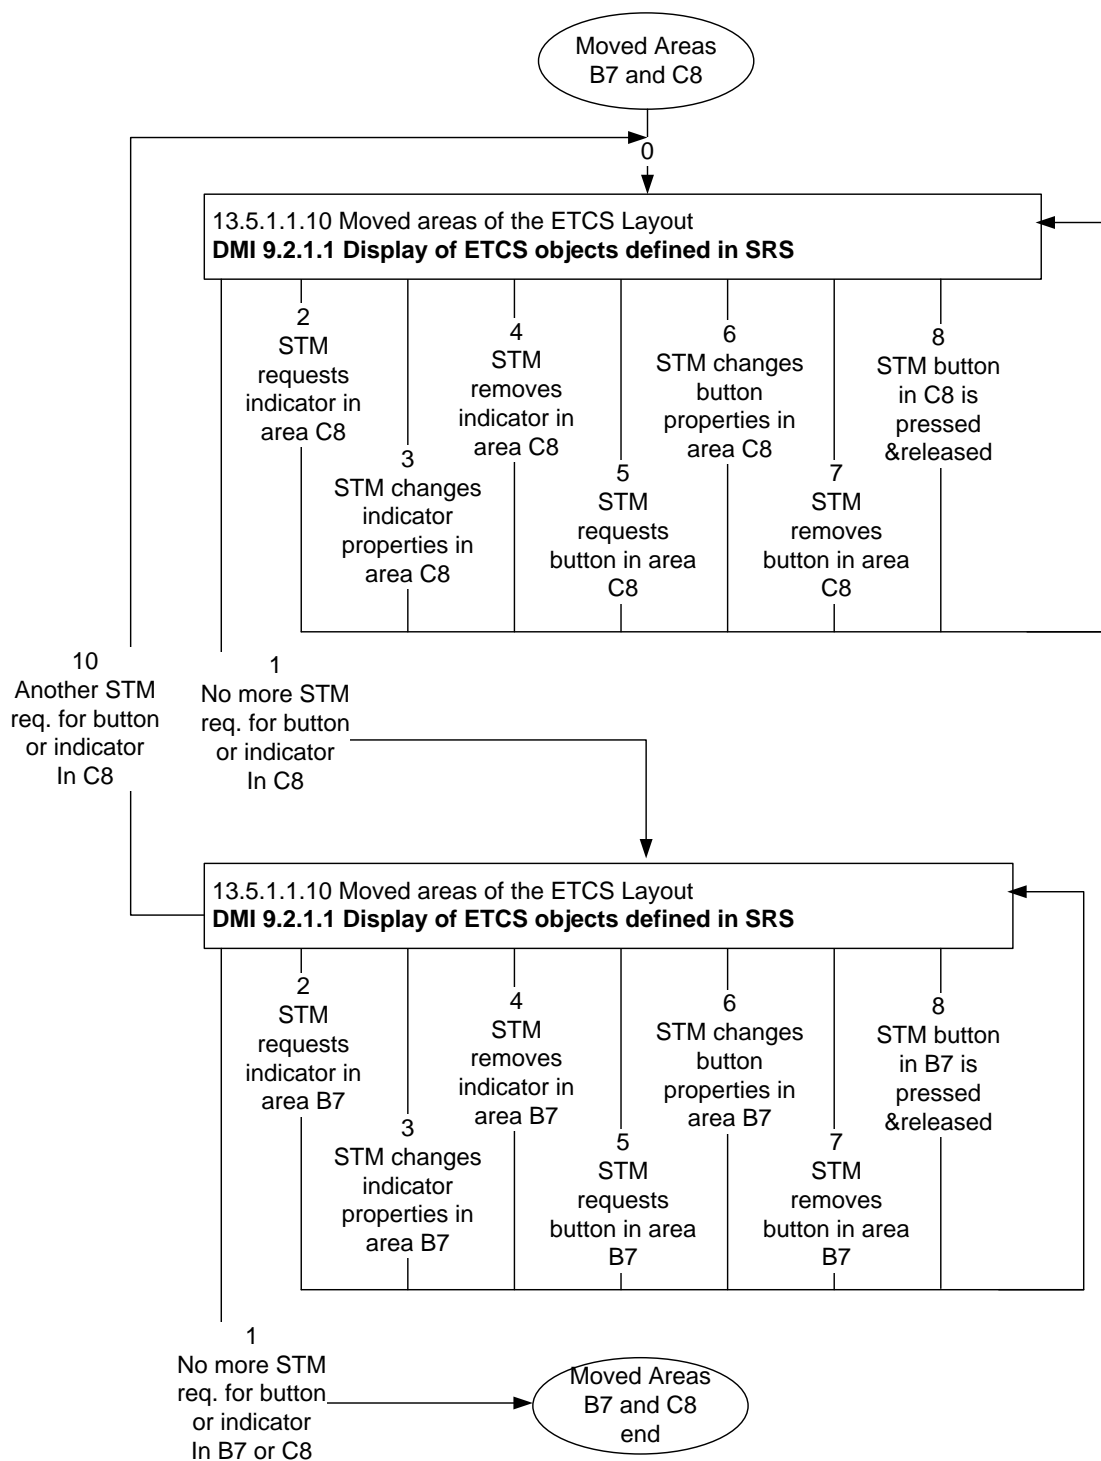 Moved Areas
B7 and C8
0
13.5.1.1.10 Moved areas of the ETCS Layout
DMI 9.2.1.1 Display of ETCS objects defined in SRS
2
STM
requests
indicator in
area C8
3
STM changes
indicator
properties in
area C8
4
STM
removes
indicator in
area C8
5
STM
requests
button in area
C8
6
STM changes
button
properties in
area C8
7
STM
removes
button in area
C8
8
STM button
in C8 is
pressed
&released
10
Another STM
req. for button
or indicator
In C8
1
No more STM
req. for button
or indicator
In C8
13.5.1.1.10 Moved areas of the ETCS Layout
DMI 9.2.1.1 Display of ETCS objects defined in SRS
2
STM
requests
indicator in
area B7
3
STM changes
indicator
properties in
area B7
4
STM
removes
indicator in
area B7
5
STM
requests
button in area
B7
6
STM changes
button
properties in
area B7
7
STM
removes
button in area
B7
8
STM button
in B7 is
pressed
&released
1
No more STM
req. for button
or indicator
In B7 or C8
Moved Areas
B7 and C8
end